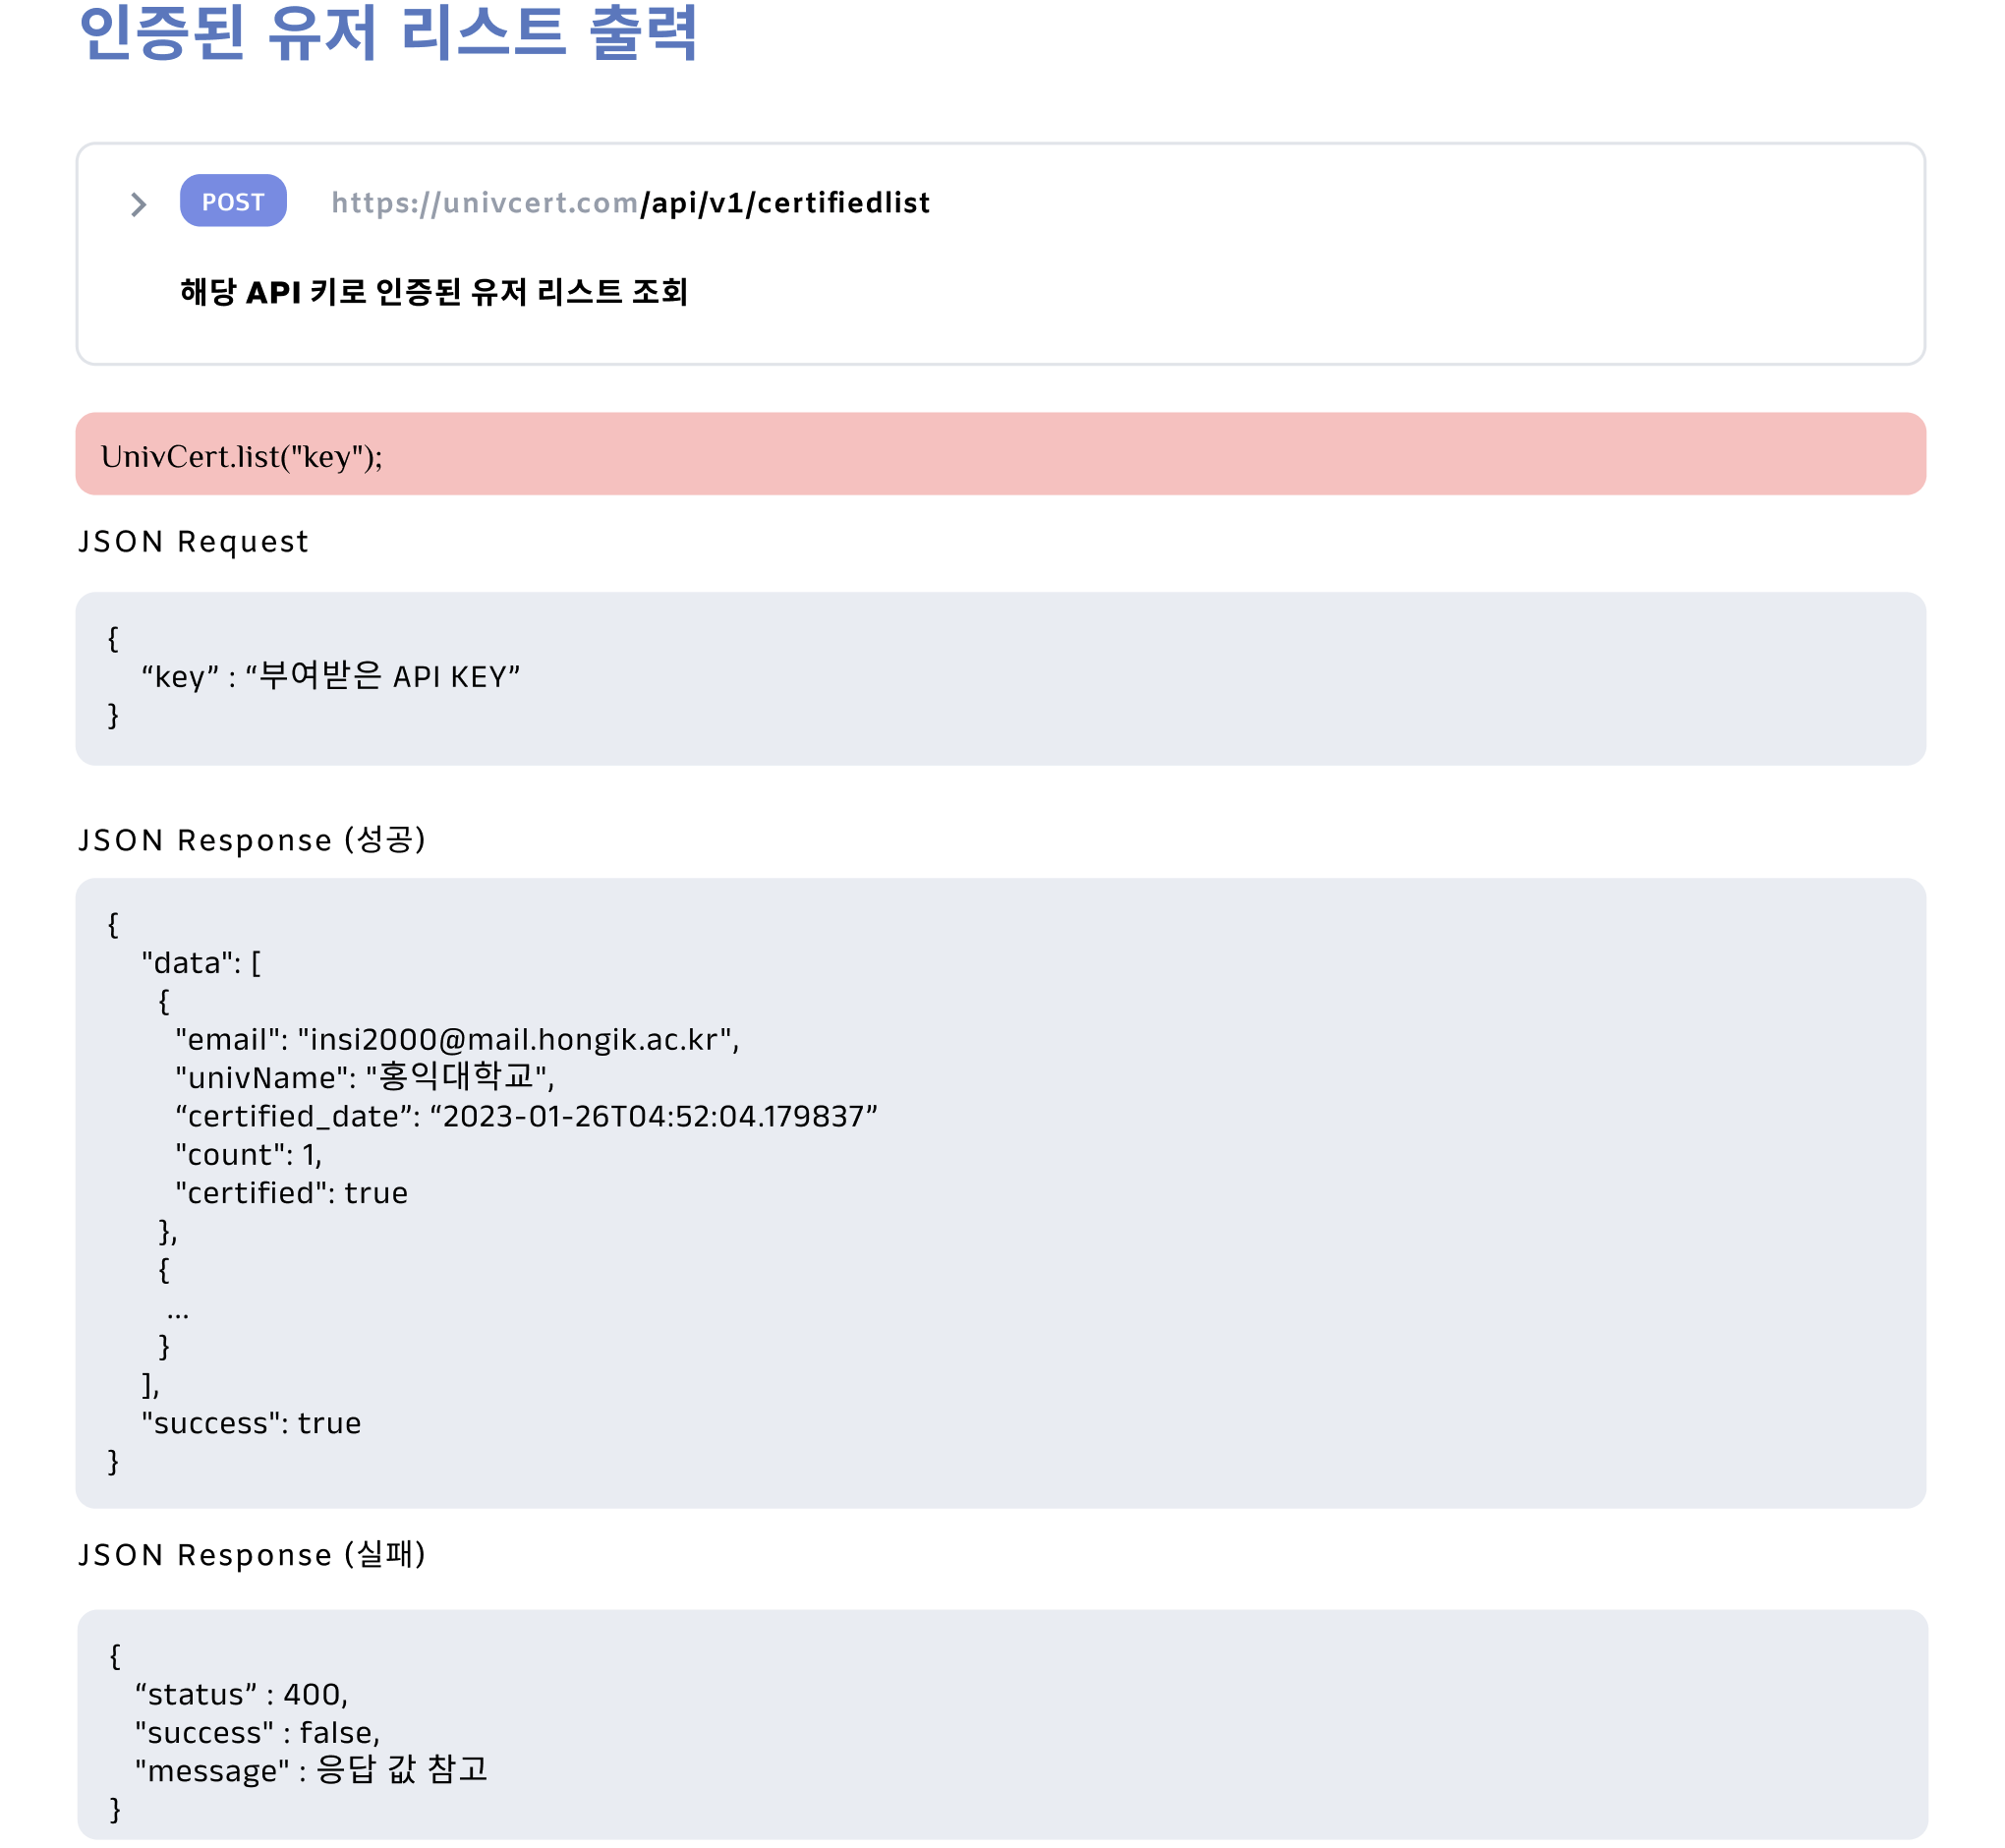 인증된 유저 리스트 출력
POST https://univcert.com/api/v1/certifiedlist
해당 API 키로 인증된 유저 리스트 조회
UnivCert.list("key");
JSON Request
{
“key” : “부여받은 API KEY”
}
JSON Response (성공)
{
"data": [
{
"email": "insi2000@mail.hongik.ac.kr",
"univName": "홍익대학교",
“certified_date”: “2023-01-26T04:52:04.179837”
"count": 1,
"certified": true
},
{
...
}
],
"success": true
}
JSON Response (실패)
{
“status” : 400,
"success" : false,
"message" : 응답 값 참고
}